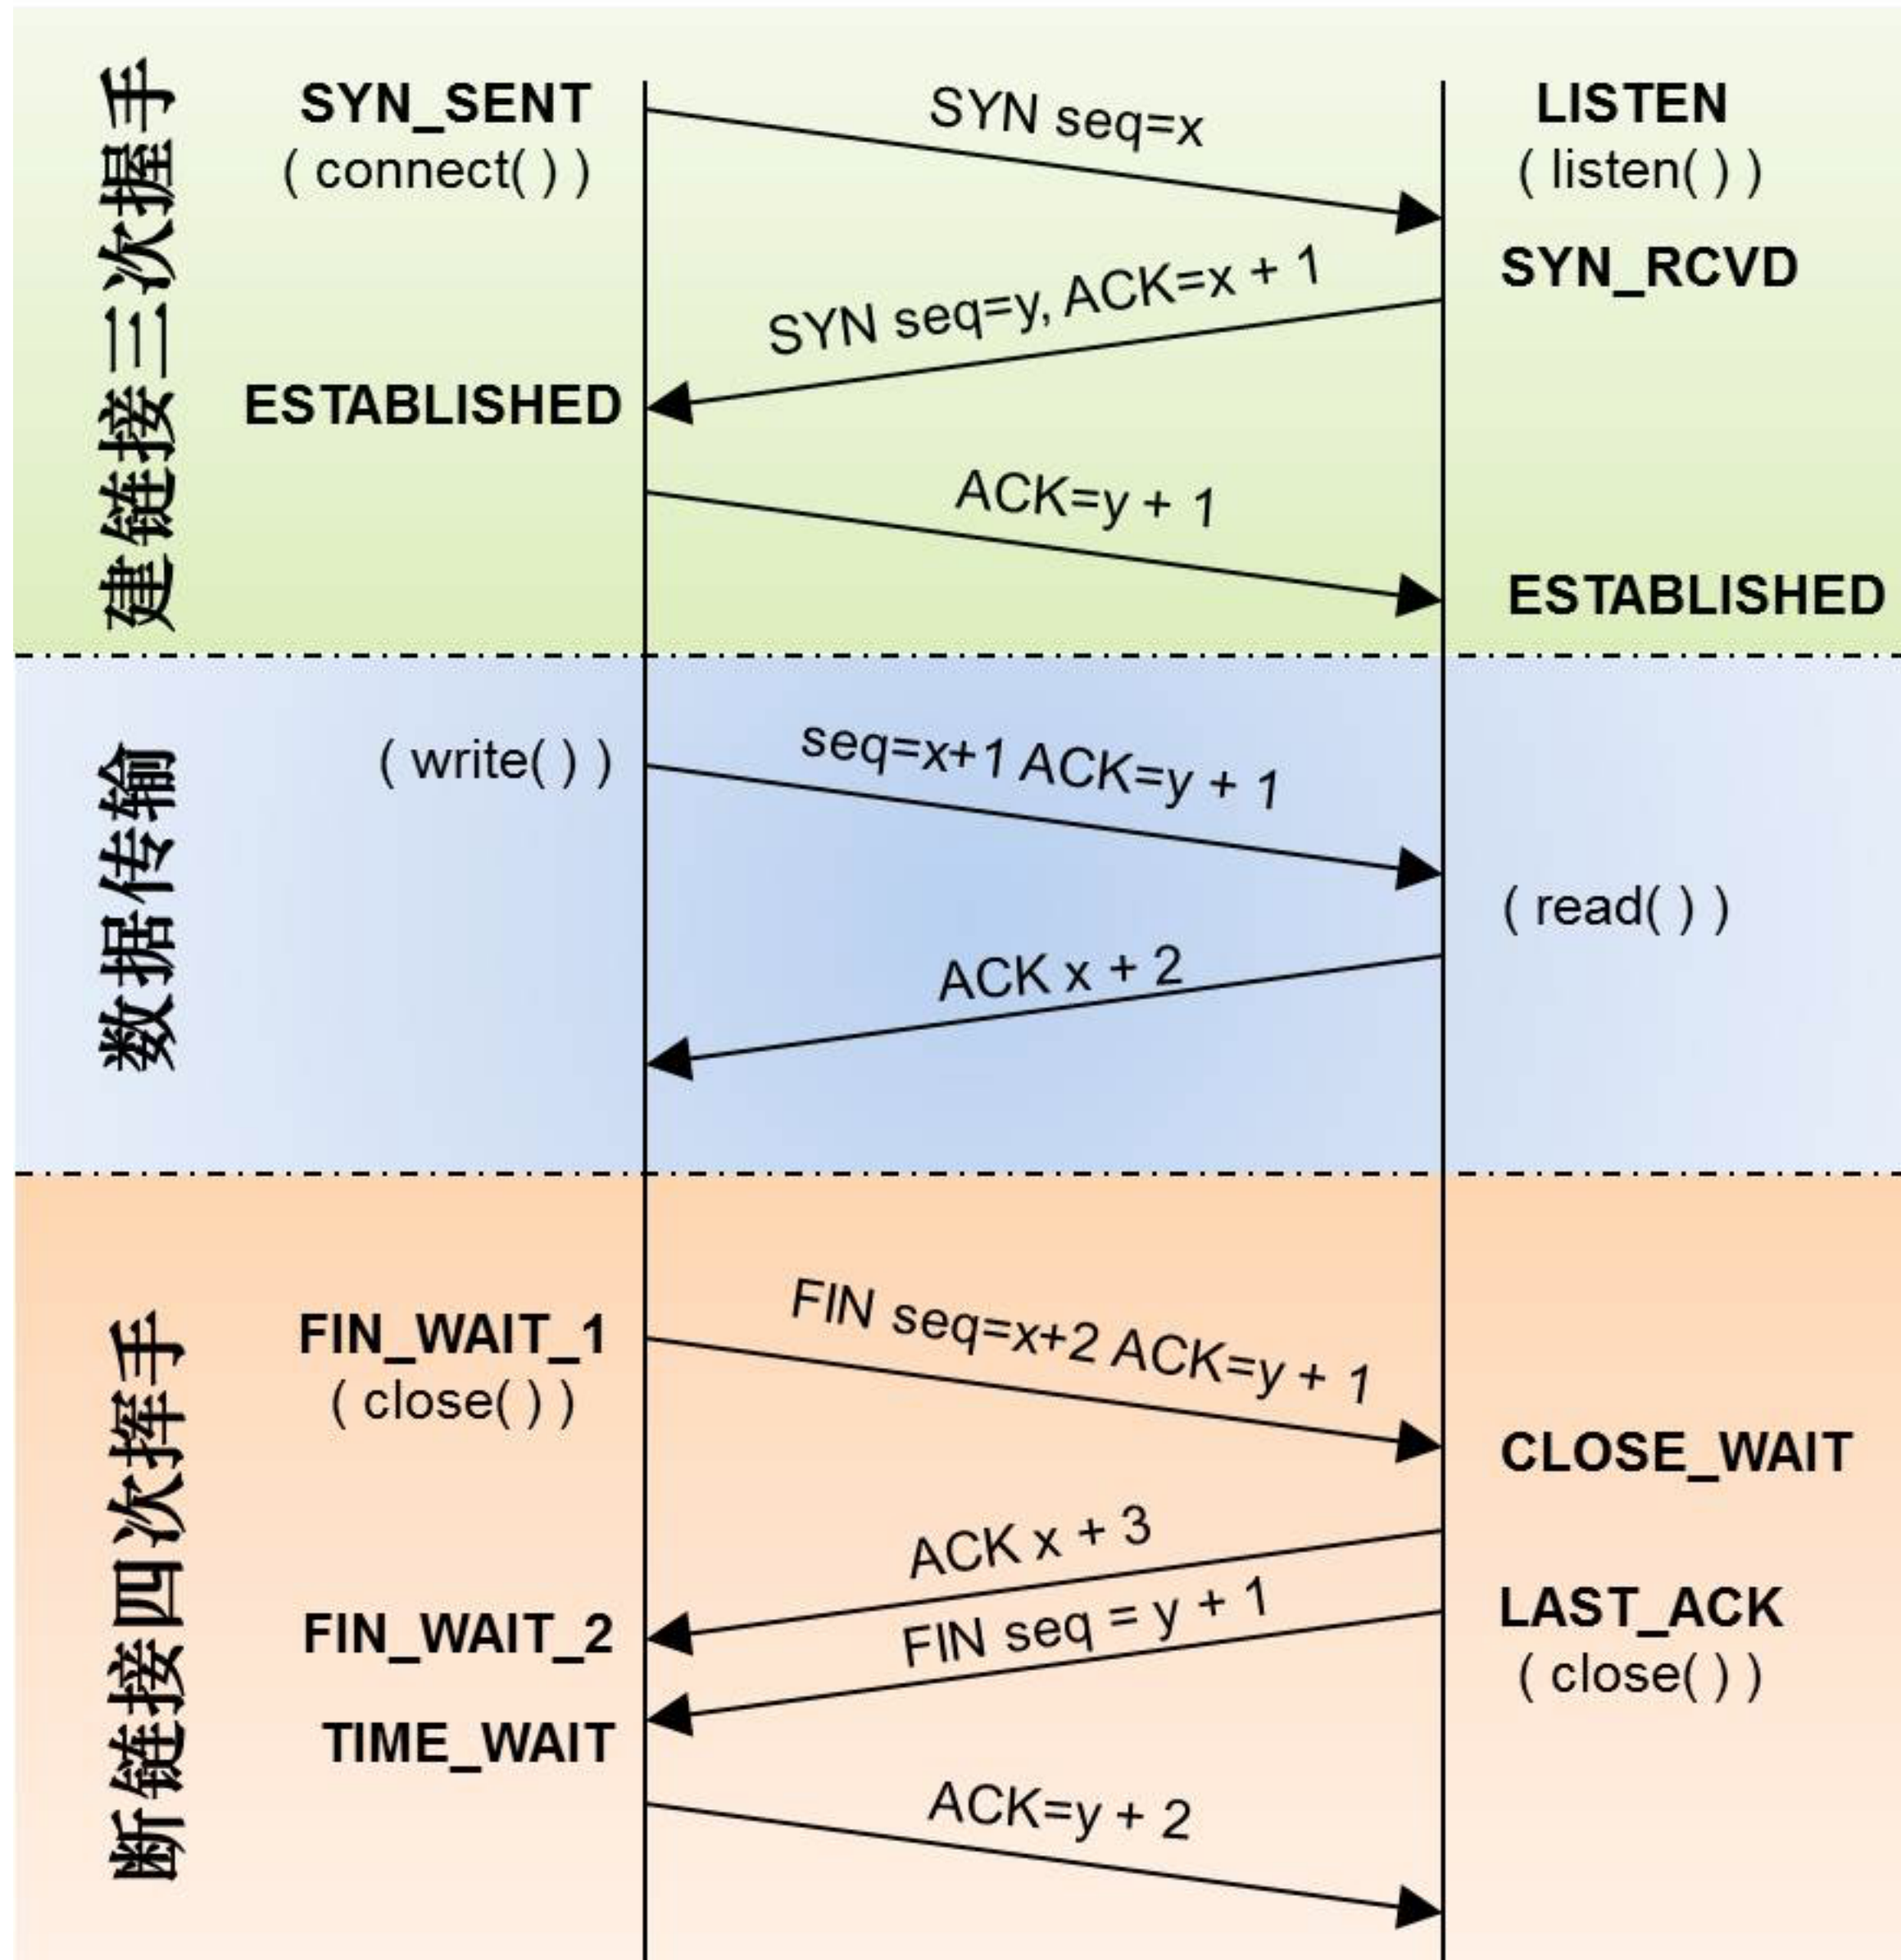 建链接三次握手
SYN_SENT
( connect( ) )
SYN seq=x
LISTEN
( listen( ) )
SYN_RCVD
SYN seq=y, ACK=x + 1
ESTABLISHED
ACK=y + 1
ESTABLISHED
数据传输
( write( ) )
seq=x+1 ACK=y + 1
( read( ) )
ACK x + 2
断链接四次挥手
FIN_WAIT_1
( close( ) )
FIN seq=x+2 ACK=y + 1
CLOSE_WAIT
ACK x + 3
FIN_WAIT_2
FIN seq = y + 1
LAST_ACK
( close( ) )
TIME_WAIT
ACK=y + 2